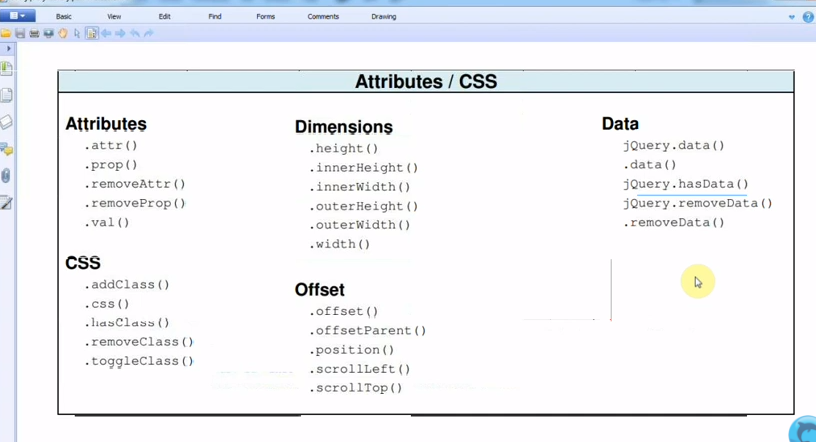 Basic View Edit Find Forms Comments Drawing
Attributes / CSS
Attributes
.attr()
.prop()
.removeAttr()
.removeProp()
.val()
CSS
.addClass()
.css()
.hasClass()
.removeClass()
.toggleClass()
Dimensions
.height()
.innerHeight()
.innerWidth()
.outerHeight()
.outerWidth()
.width()
Offset
.offset()
.offsetParent()
.position()
.scrollLeft()
.scrollTop()
Data
jQuery.data()
.data()
jQuery.hasData()
jQuery.removeData()
.removeData()